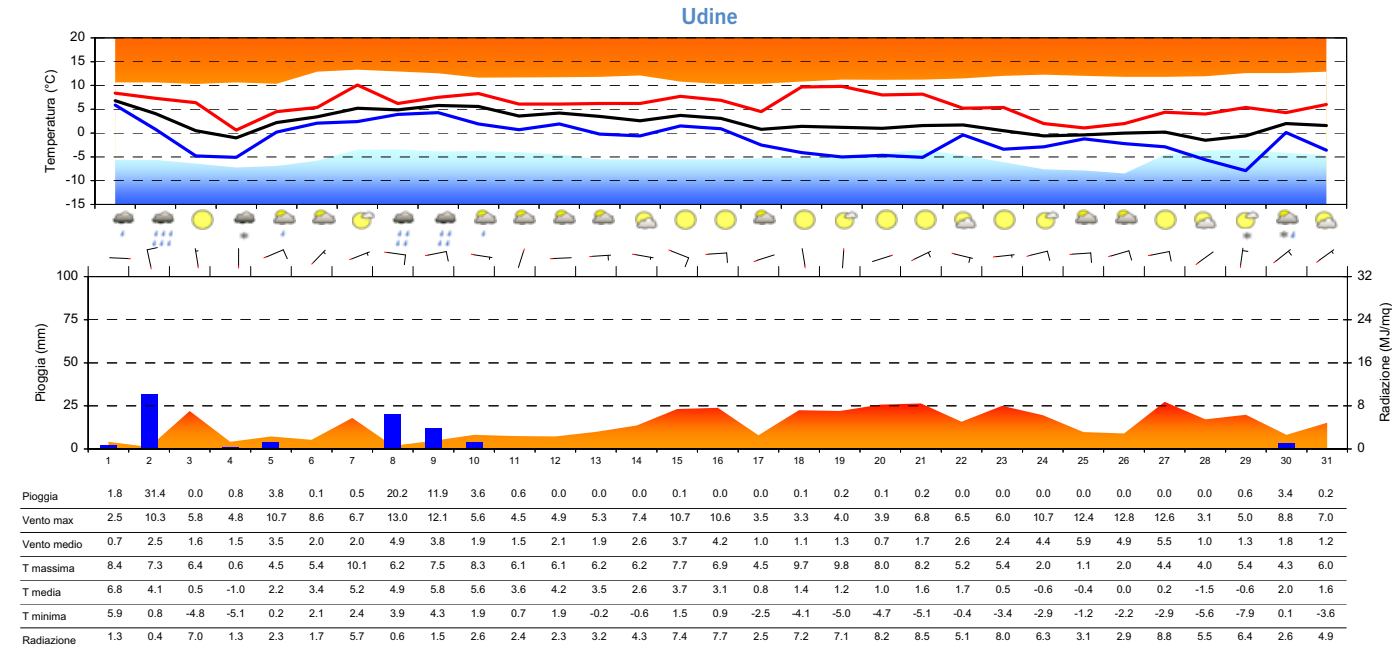 Udine
20
15
10
5
0
-5
-10
-15
Temperatura (°C)
100
75
50
25
0
Pioggia (mm)
32
24
16
8
0
Radiazione (MJ/mq)
1 2 3 4 5 6 7 8 9 10 11 12 13 14 15 16 17 18 19 20 21 22 23 24 25 26 27 28 29 30 31
Pioggia 1.8 31.4 0.0 0.8 3.8 0.1 0.5 20.2 11.9 3.6 0.6 0.0 0.0 0.0 0.1 0.0 0.0 0.1 0.2 0.1 0.2 0.0 0.0 0.0 0.0 0.0 0.0 0.0 0.6 3.4 0.2
Vento max 2.5 10.3 5.8 4.8 10.7 8.6 6.7 13.0 12.1 5.6 4.5 4.9 5.3 7.4 10.7 10.6 3.5 3.3 4.0 3.9 6.8 6.5 6.0 10.7 12.4 12.8 12.6 3.1 5.0 8.8 7.0
Vento medio 0.7 2.5 1.6 1.5 3.5 2.0 2.0 4.9 3.8 1.9 1.5 2.1 1.9 2.6 3.7 4.2 1.0 1.1 1.3 0.7 1.7 2.6 2.4 4.4 5.9 4.9 5.5 1.0 1.3 1.8 1.2
T massima 8.4 7.3 6.4 0.6 4.5 5.4 10.1 6.2 7.5 8.3 6.1 6.1 6.2 6.2 7.7 6.9 4.5 9.7 9.8 8.0 8.2 5.2 5.4 2.0 1.1 2.0 4.4 4.0 5.4 4.3 6.0
T media 6.8 4.1 0.5 -1.0 2.2 3.4 5.2 4.9 5.8 5.6 3.6 4.2 3.5 2.6 3.7 3.1 0.8 1.4 1.2 1.0 1.6 1.7 0.5 -0.6 -0.4 0.0 0.2 -1.5 -0.6 2.0 1.6
T minima 5.9 0.8 -4.8 -5.1 0.2 2.1 2.4 3.9 4.3 1.9 0.7 1.9 -0.2 -0.6 1.5 0.9 -2.5 -4.1 -5.0 -4.7 -5.1 -0.4 -3.4 -2.9 -1.2 -2.2 -2.9 -5.6 -7.9 0.1 -3.6
Radiazione 1.3 0.4 7.0 1.3 2.3 1.7 5.7 0.6 1.5 2.6 2.4 2.3 3.2 4.3 7.4 7.7 2.5 7.2 7.1 8.2 8.5 5.1 8.0 6.3 3.1 2.9 8.8 5.5 6.4 2.6 4.9